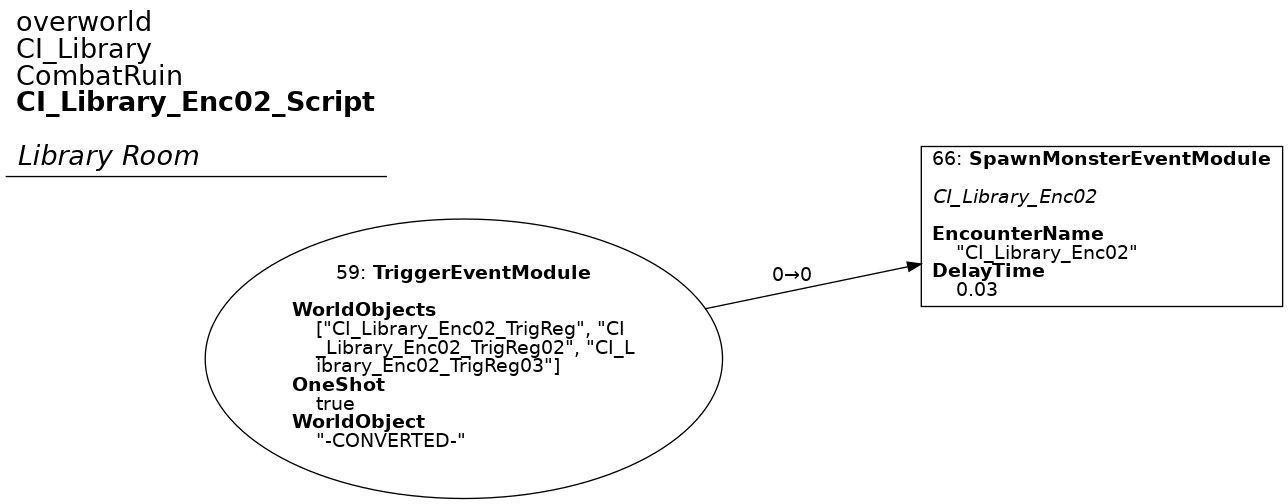 overworld
CI_Library
CombatRuin
CI_Library_Enc02_Script
Library Room
66: SpawnMonsterEventModule
CI_Library_Enc02
EncounterName
"CI_Library_Enc02"
DelayTime
0.03
0→0
59: TriggerEventModule
WorldObjects
["CI_Library_Enc02_TrigReg", "CI
_Library_Enc02_TrigReg02", "CI_L
ibrary_Enc02_TrigReg03"]
OneShot
true
WorldObject
"-CONVERTED-"